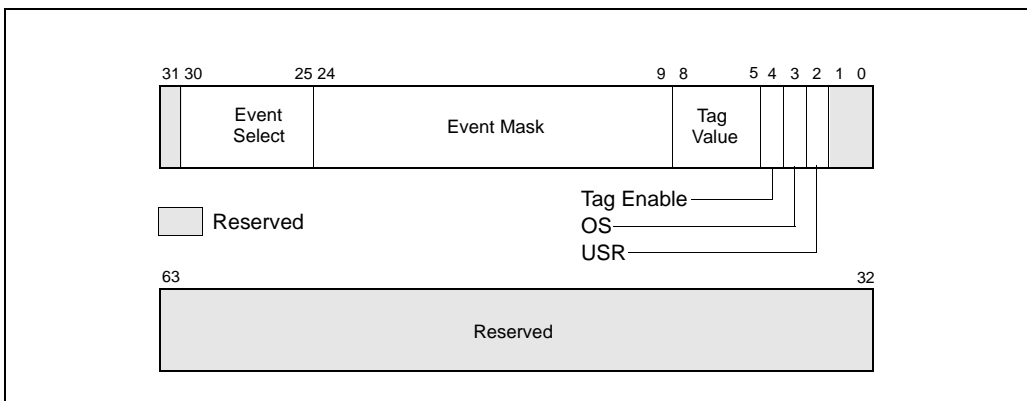 31 30 25 24 9 8 5 4 3 2 1 0
Event
Select
Event Mask
Tag
Value
Tag Enable
OS
USR
Reserved
63 32
Reserved